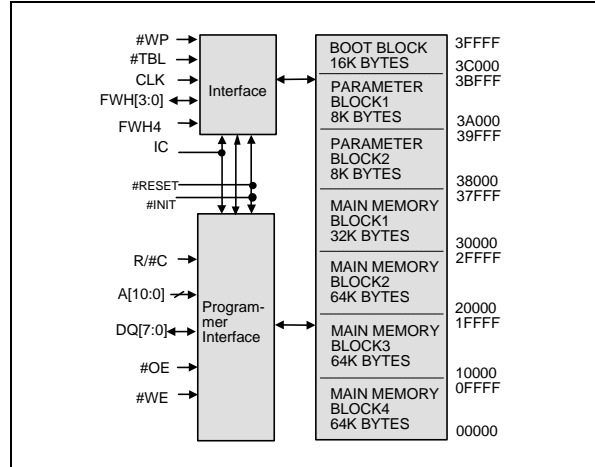 #WP
#TBL
CLK
FWH[3:0]
FWH4
IC
#RESET
#INIT
R/#C
A[10:0]
DQ[7:0]
#OE
#WE
Interface
Program-
mer
Interface
BOOT BLOCK
16K BYTES
PARAMETER
BLOCK1
8K BYTES
PARAMETER
BLOCK2
8K BYTES
MAIN MEMORY
BLOCK1
32K BYTES
MAIN MEMORY
BLOCK2
64K BYTES
MAIN MEMORY
BLOCK3
64K BYTES
MAIN MEMORY
BLOCK4
64K BYTES
3FFFF
3C000
3BFFF
3A000
39FFF
38000
37FFF
30000
2FFFF
20000
1FFFF
10000
0FFFF
00000